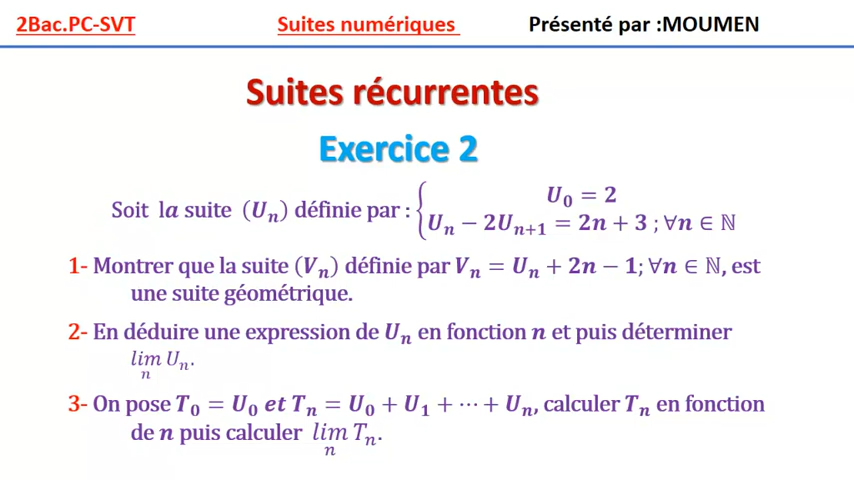 2Bac.PC-SVT Suites numériques Présenté par :MOUMEN
Suites récurrentes
Exercice 2
Soit la suite (Uₙ) définie par : { U₀ = 2
Uₙ − 2Uₙ₊₁ = 2n + 3 ; ∀n ∈ ℕ
1- Montrer que la suite (Vₙ) définie par Vₙ = Uₙ + 2n − 1; ∀n ∈ ℕ, est
une suite géométrique.
2- En déduire une expression de Uₙ en fonction n et puis déterminer
lim Uₙ.
n
3- On pose T₀ = U₀ et Tₙ = U₀ + U₁ + ⋯ + Uₙ, calculer Tₙ en fonction
de n puis calculer lim Tₙ.
n